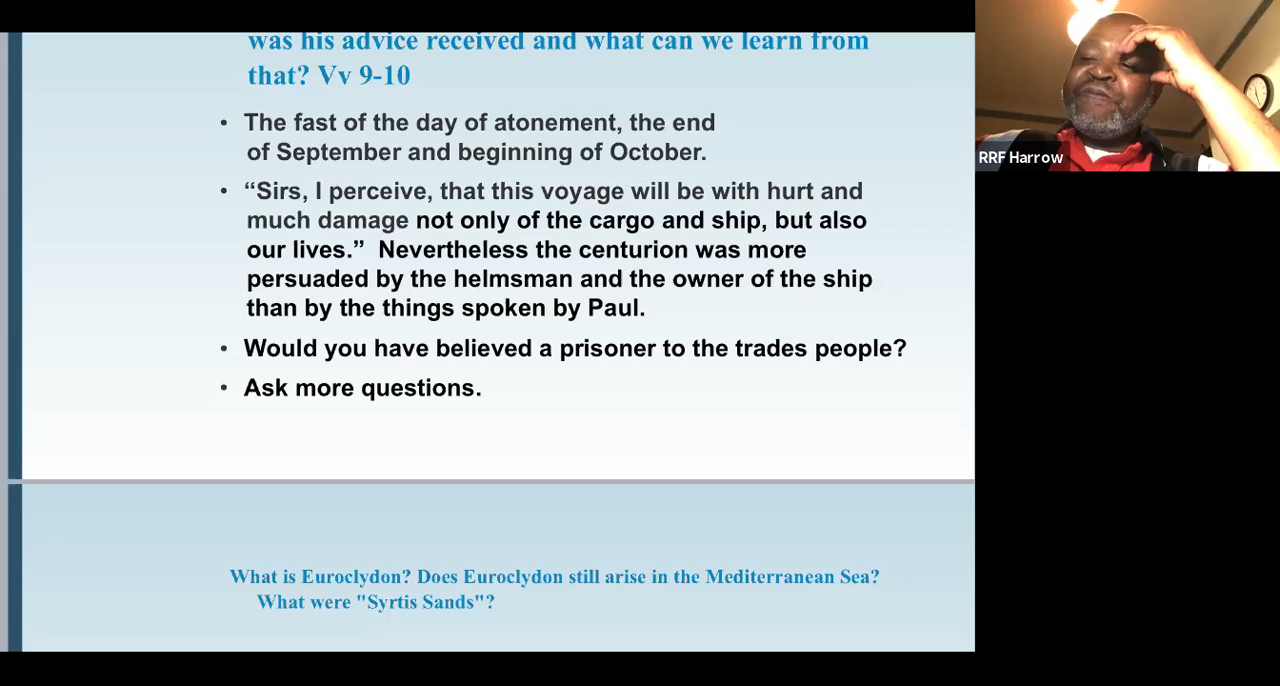 was his advice received and what can we learn from
that? Vv 9-10
• The fast of the day of atonement, the end
of September and beginning of October.
• “Sirs, I perceive, that this voyage will be with hurt and
much damage not only of the cargo and ship, but also
our lives.” Nevertheless the centurion was more
persuaded by the helmsman and the owner of the ship
than by the things spoken by Paul.
• Would you have believed a prisoner to the trades people?
• Ask more questions.
What is Euroclydon? Does Euroclydon still arise in the Mediterranean Sea?
What were "Syrtis Sands"?
RRF Harrow